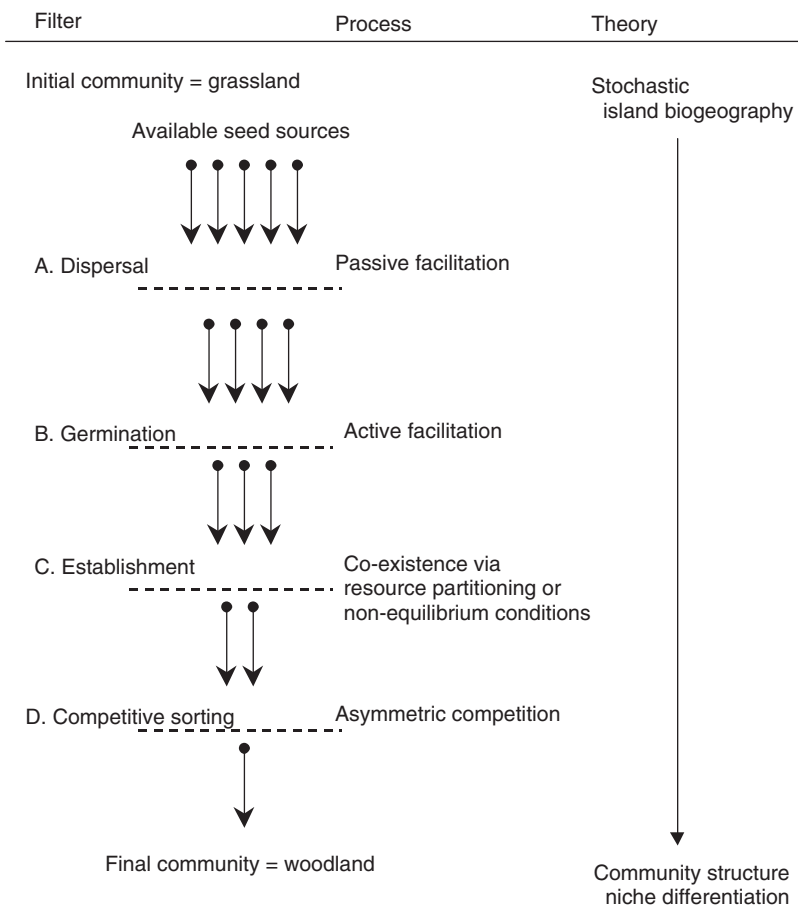 Filter Process Theory
Initial community = grassland
Stochastic
island biogeography
Available seed sources
A. Dispersal Passive facilitation
B. Germination Active facilitation
C. Establishment Co-existence via
resource partitioning or
non-equilibrium conditions
D. Competitive sorting Asymmetric competition
Final community = woodland
Community structure
niche differentiation